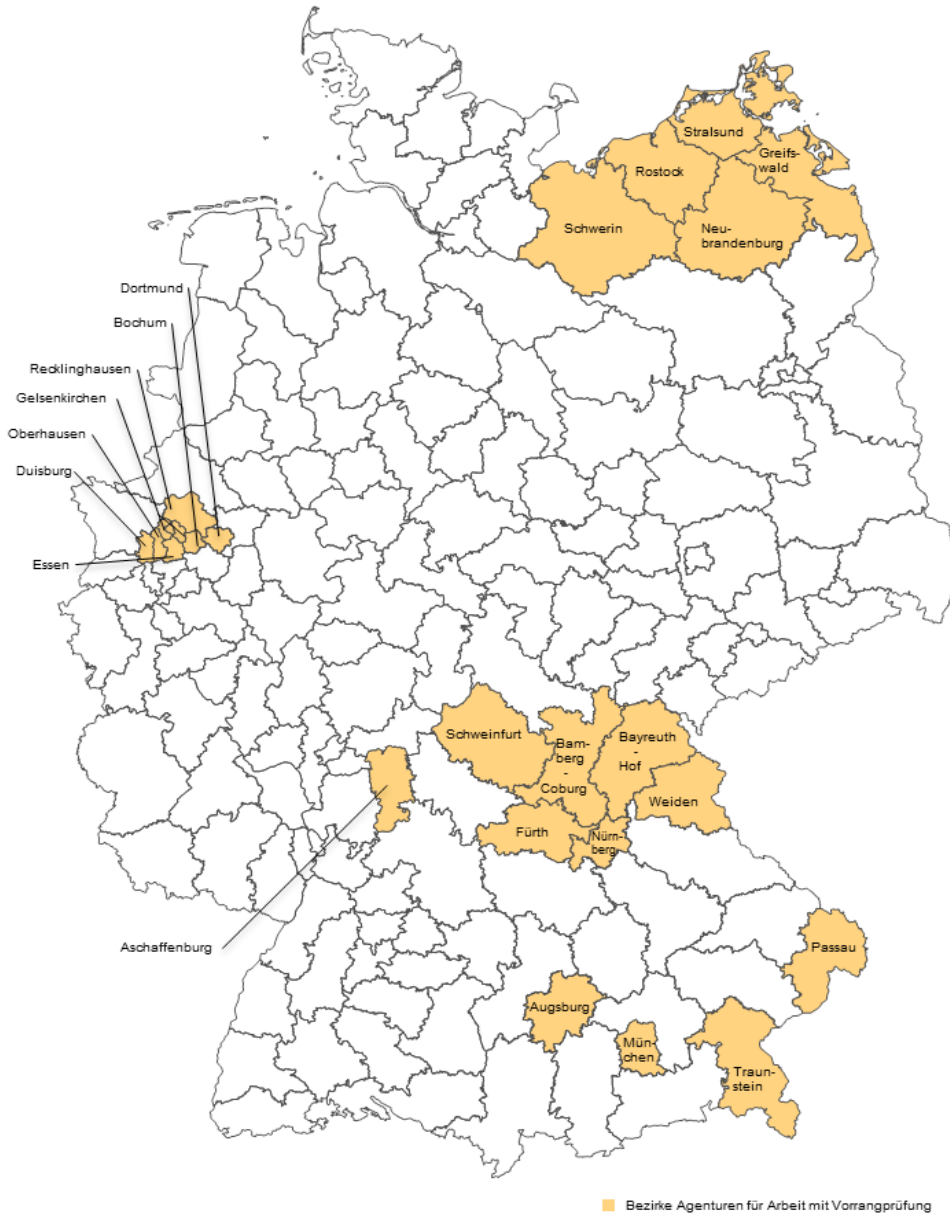 Stralsund
Greifs-
wald
Rostock
Schwerin
Neu-
brandenburg
Dortmund
Bochum
Recklinghausen
Gelsenkirchen
Oberhausen
Duisburg
Essen
Schweinfurt
Bam-
berg
-
Coburg
Bayreuth
-
Hof
Weiden
Fürth
Nürn-
berg
Aschaffenburg
Passau
Augsburg
Mün-
chen
Traun-
stein
Bezirke Agenturen für Arbeit mit Vorrangprüfung